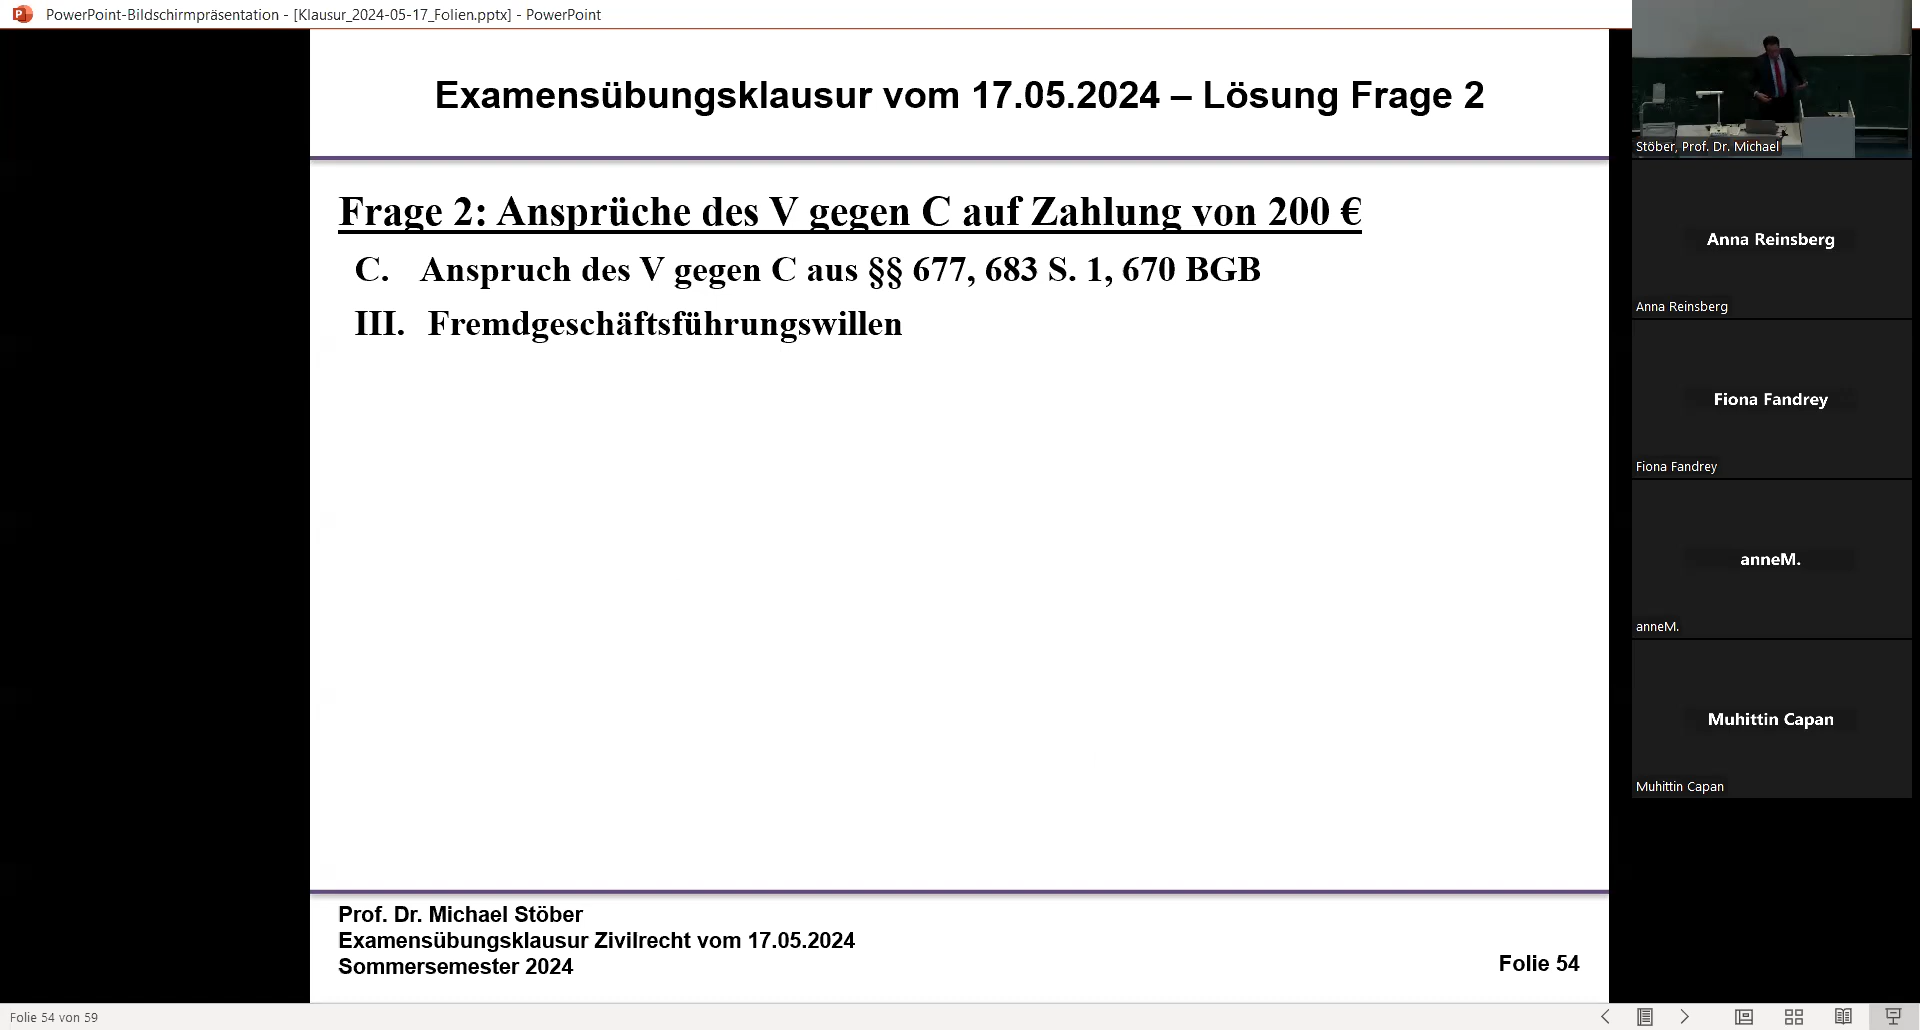 PowerPoint-Bildschirmpräsentation - [Klausur_2024-05-17_Folien.pptx] - PowerPoint
Examensübungsklausur vom 17.05.2024 – Lösung Frage 2
Frage 2: Ansprüche des V gegen C auf Zahlung von 200 €
C. Anspruch des V gegen C aus §§ 677, 683 S. 1, 670 BGB
III. Fremdgeschäftsführungswillen
Prof. Dr. Michael Stöber
Examensübungsklausur Zivilrecht vom 17.05.2024
Sommersemester 2024
Folie 54
Stöber, Prof. Dr. Michael
Anna Reinsberg
Anna Reinsberg
Fiona Fandrey
Fiona Fandrey
anneM.
anneM.
Muhittin Capan
Muhittin Capan
Folie 54 von 59